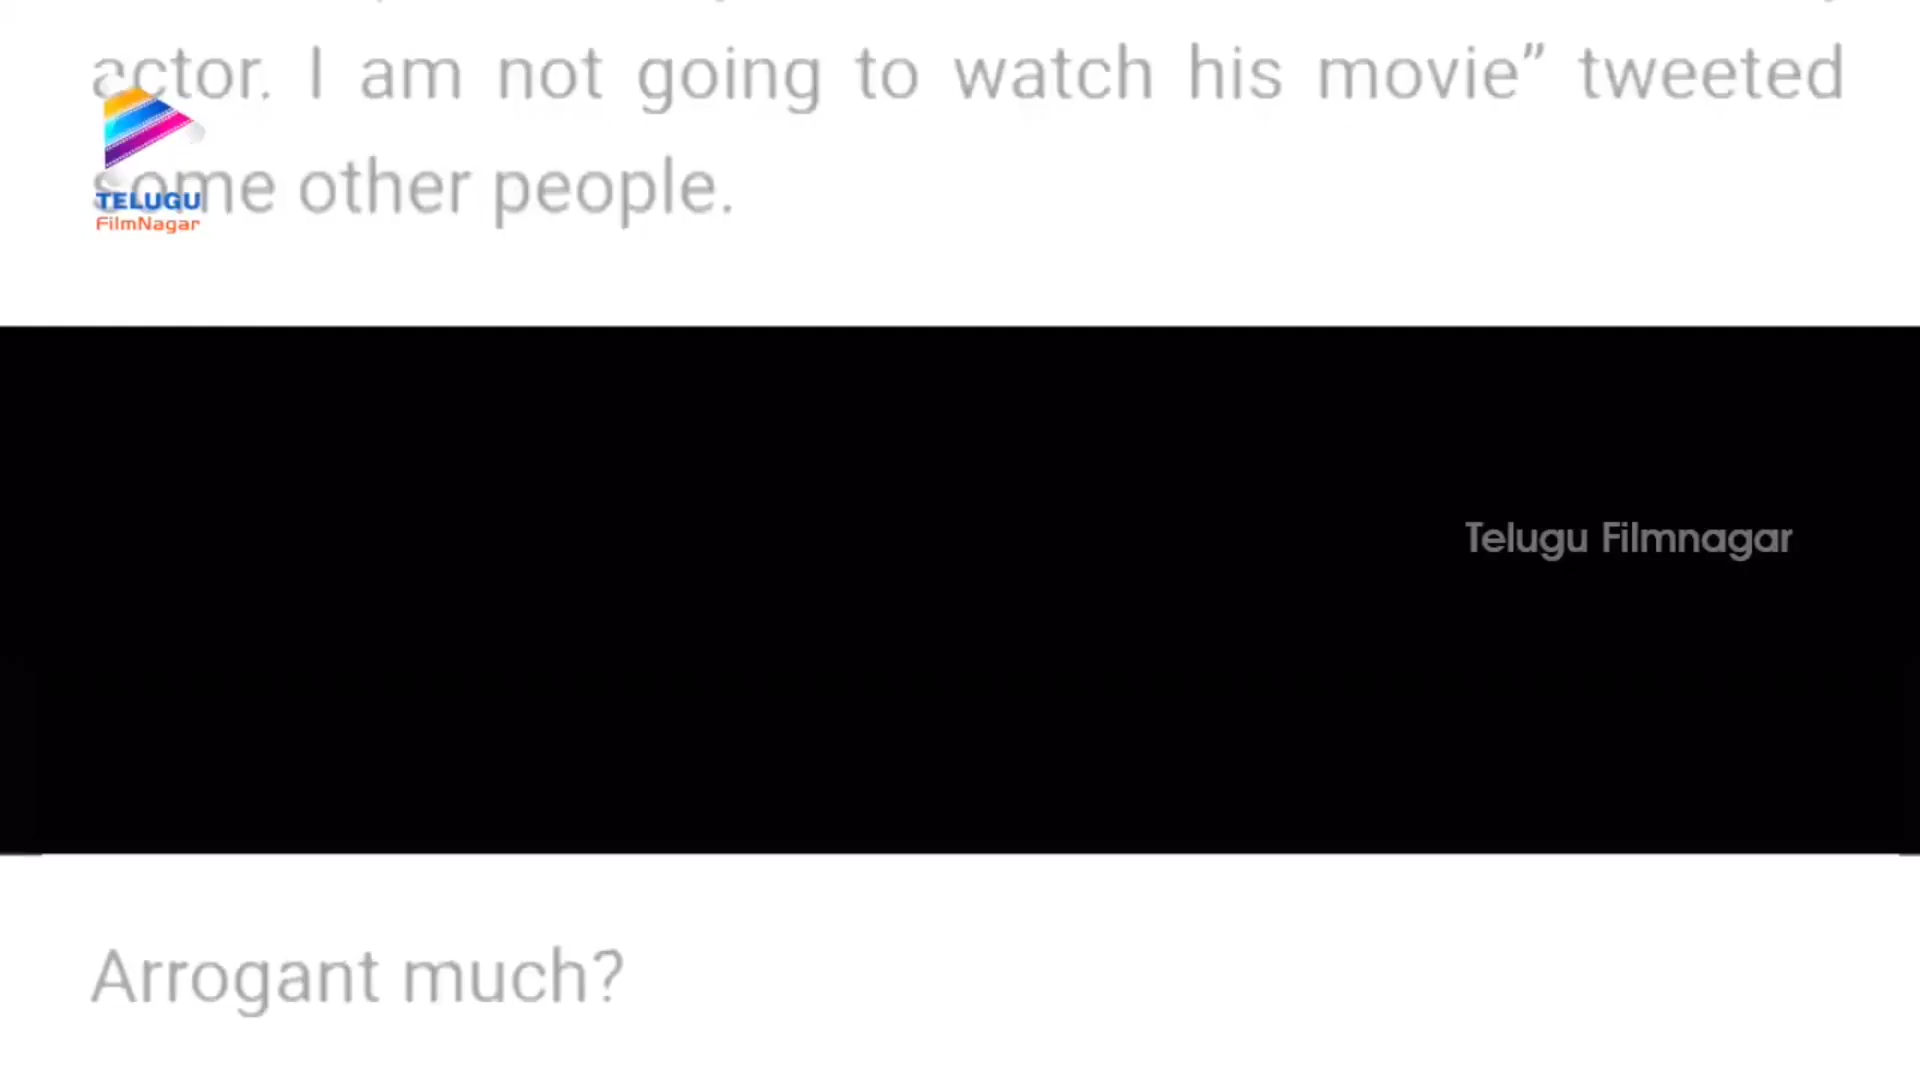 actor. I am not going to watch his movie” tweeted
some other people.
TELUGU
FilmNagar
Telugu Filmnagar
Arrogant much?